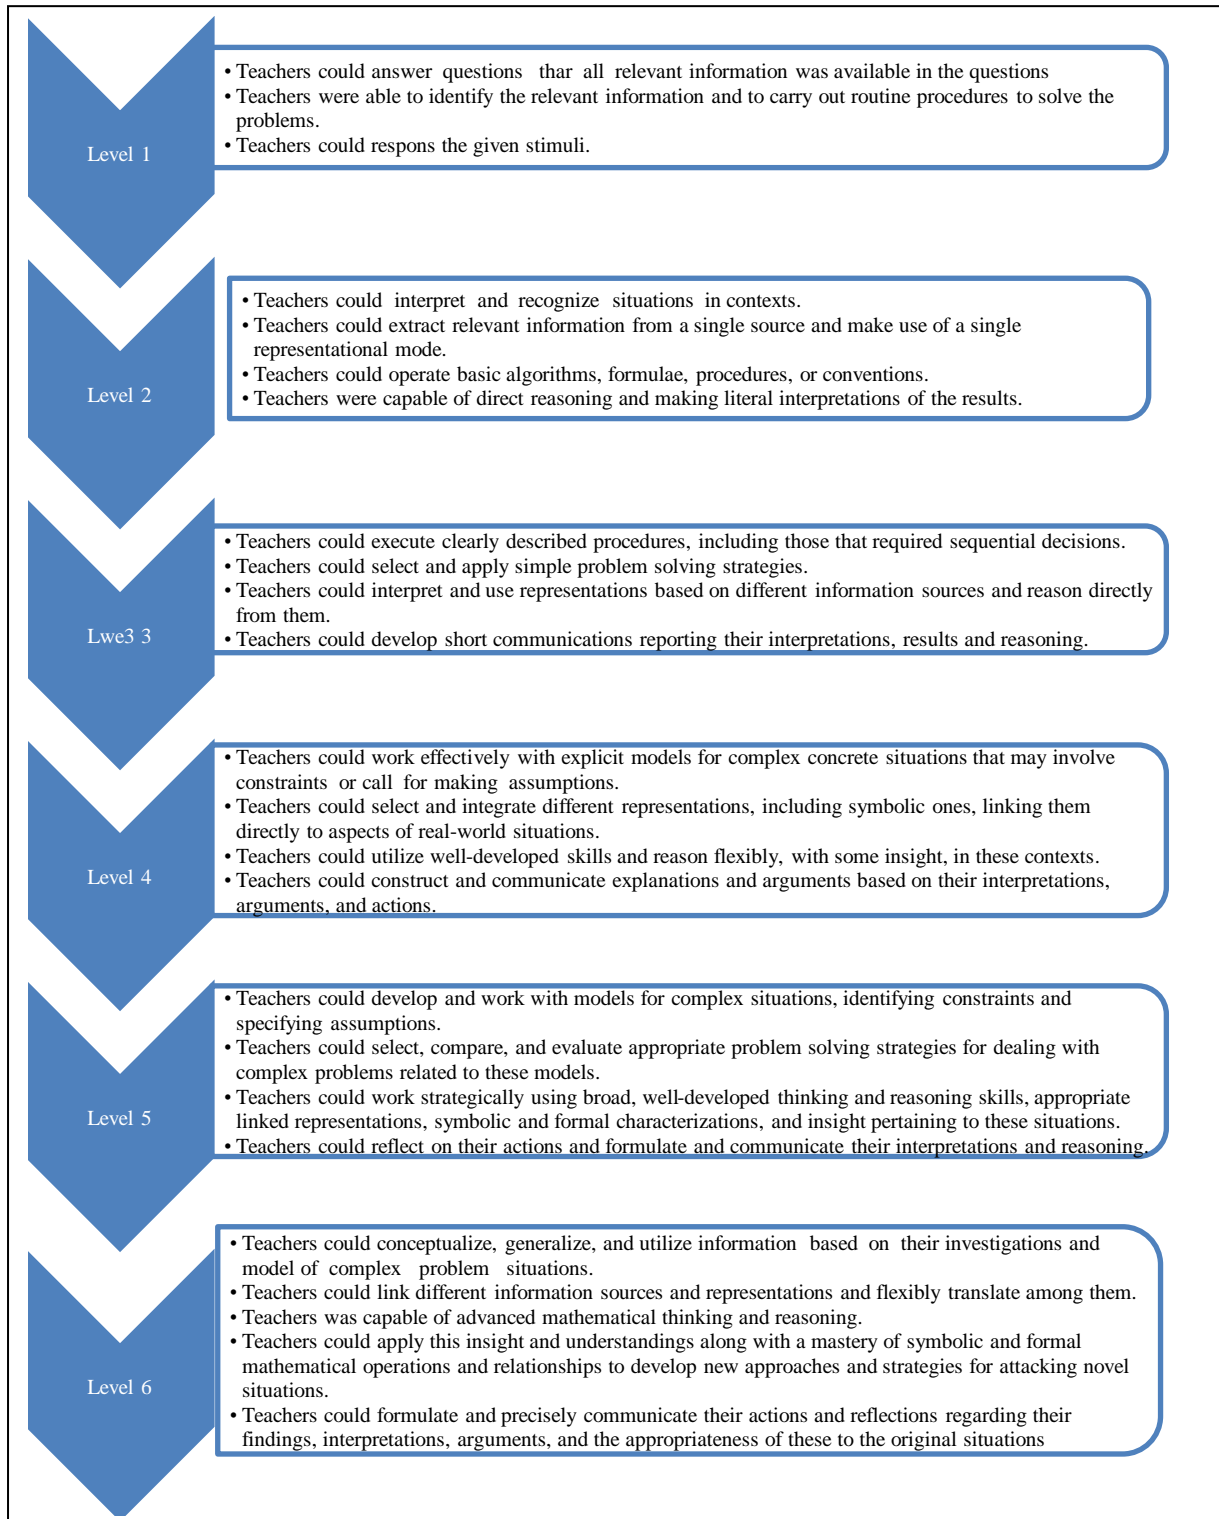 Level 1
• Teachers could answer questions thar all relevant information was available in the questions
• Teachers were able to identify the relevant information and to carry out routine procedures to solve the
problems.
• Teachers could respons the given stimuli.
Level 2
• Teachers could interpret and recognize situations in contexts.
• Teachers could extract relevant information from a single source and make use of a single
representational mode.
• Teachers could operate basic algorithms, formulae, procedures, or conventions.
• Teachers were capable of direct reasoning and making literal interpretations of the results.
Lwe3 3
• Teachers could execute clearly described procedures, including those that required sequential decisions.
• Teachers could select and apply simple problem solving strategies.
• Teachers could interpret and use representations based on different information sources and reason directly
from them.
• Teachers could develop short communications reporting their interpretations, results and reasoning.
Level 4
• Teachers could work effectively with explicit models for complex concrete situations that may involve
constraints or call for making assumptions.
• Teachers could select and integrate different representations, including symbolic ones, linking them
directly to aspects of real-world situations.
• Teachers could utilize well-developed skills and reason flexibly, with some insight, in these contexts.
• Teachers could construct and communicate explanations and arguments based on their interpretations,
arguments, and actions.
Level 5
• Teachers could develop and work with models for complex situations, identifying constraints and
specifying assumptions.
• Teachers could select, compare, and evaluate appropriate problem solving strategies for dealing with
complex problems related to these models.
• Teachers could work strategically using broad, well-developed thinking and reasoning skills, appropriate
linked representations, symbolic and formal characterizations, and insight pertaining to these situations.
• Teachers could reflect on their actions and formulate and communicate their interpretations and reasoning.
Level 6
• Teachers could conceptualize, generalize, and utilize information based on their investigations and
model of complex problem situations.
• Teachers could link different information sources and representations and flexibly translate among them.
• Teachers was capable of advanced mathematical thinking and reasoning.
• Teachers could apply this insight and understandings along with a mastery of symbolic and formal
mathematical operations and relationships to develop new approaches and strategies for attacking novel
situations.
• Teachers could formulate and precisely communicate their actions and reflections regarding their
findings, interpretations, arguments, and the appropriateness of these to the original situations